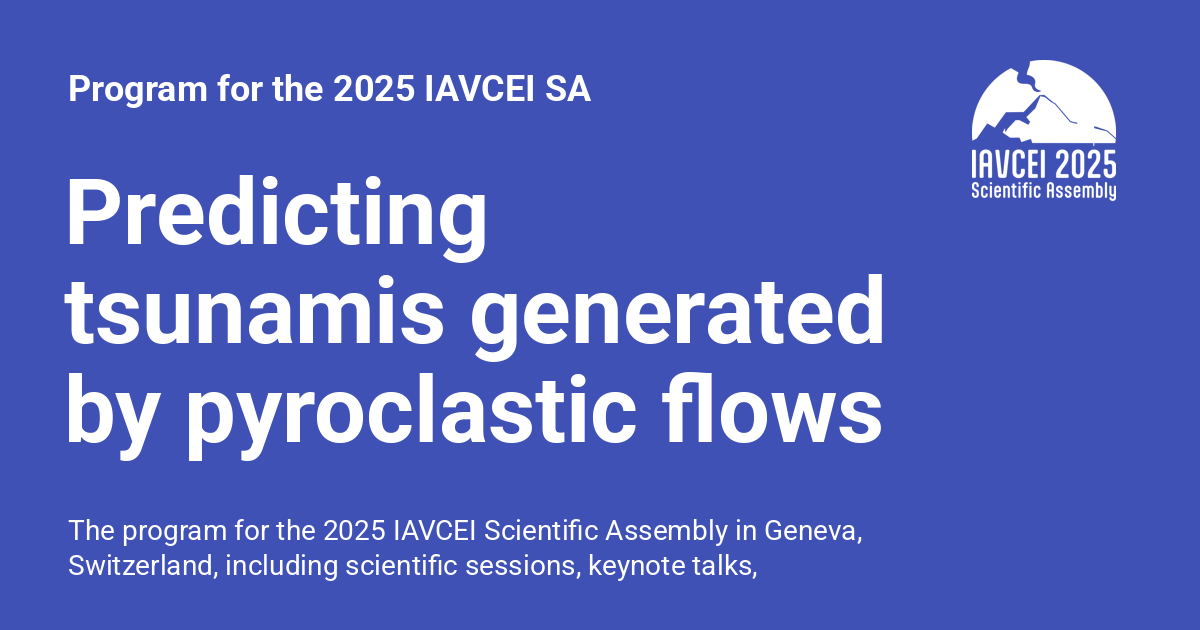 Program for the 2025 IAVCEI SA
IAVCEI 2025
Scientific Assembly
Predicting
tsunamis generated
by pyroclastic flows
The program for the 2025 IAVCEI Scientific Assembly in Geneva,
Switzerland, including scientific sessions, keynote talks,